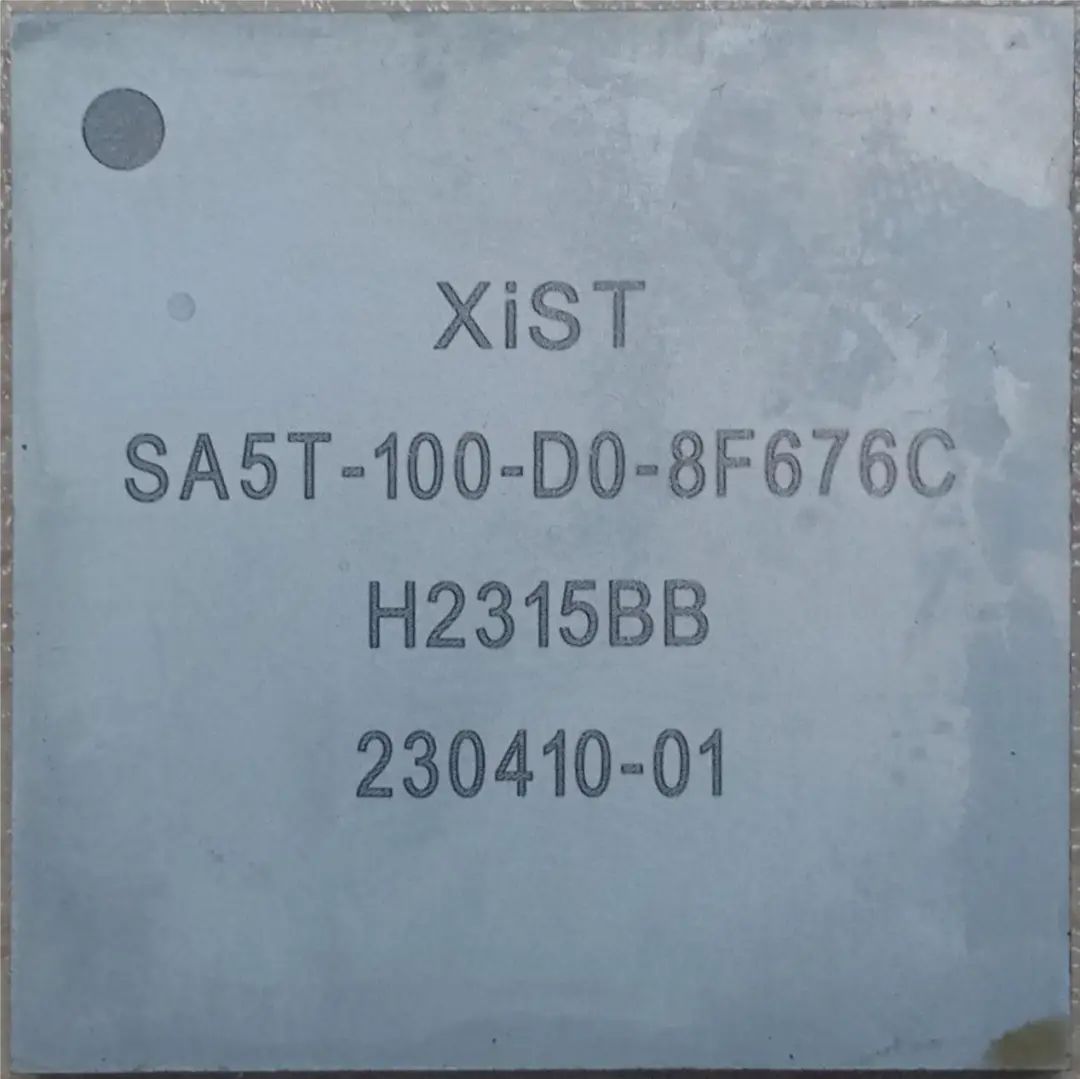 XiST
SA5T-100-D0-8F676C
H2315BB
230410-01